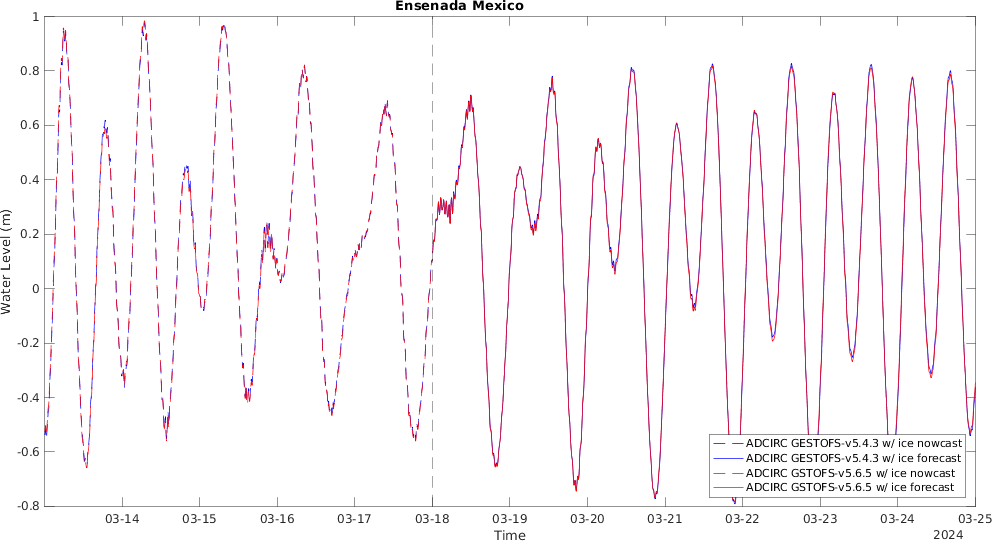 Ensenada Mexico
1
0.8
0.6
0.4
0.2
0
-0.2
-0.4
-0.6
-0.8
Water Level (m)
ADCIRC GESTOFS-v5.4.3 w/ ice nowcast
ADCIRC GESTOFS-v5.4.3 w/ ice forecast
ADCIRC GSTOFS-v5.6.5 w/ ice nowcast
ADCIRC GSTOFS-v5.6.5 w/ ice forecast
03-14 03-15 03-16 03-17 03-18 03-19 03-20 03-21 03-22 03-23 03-24 03-25
Time
2024